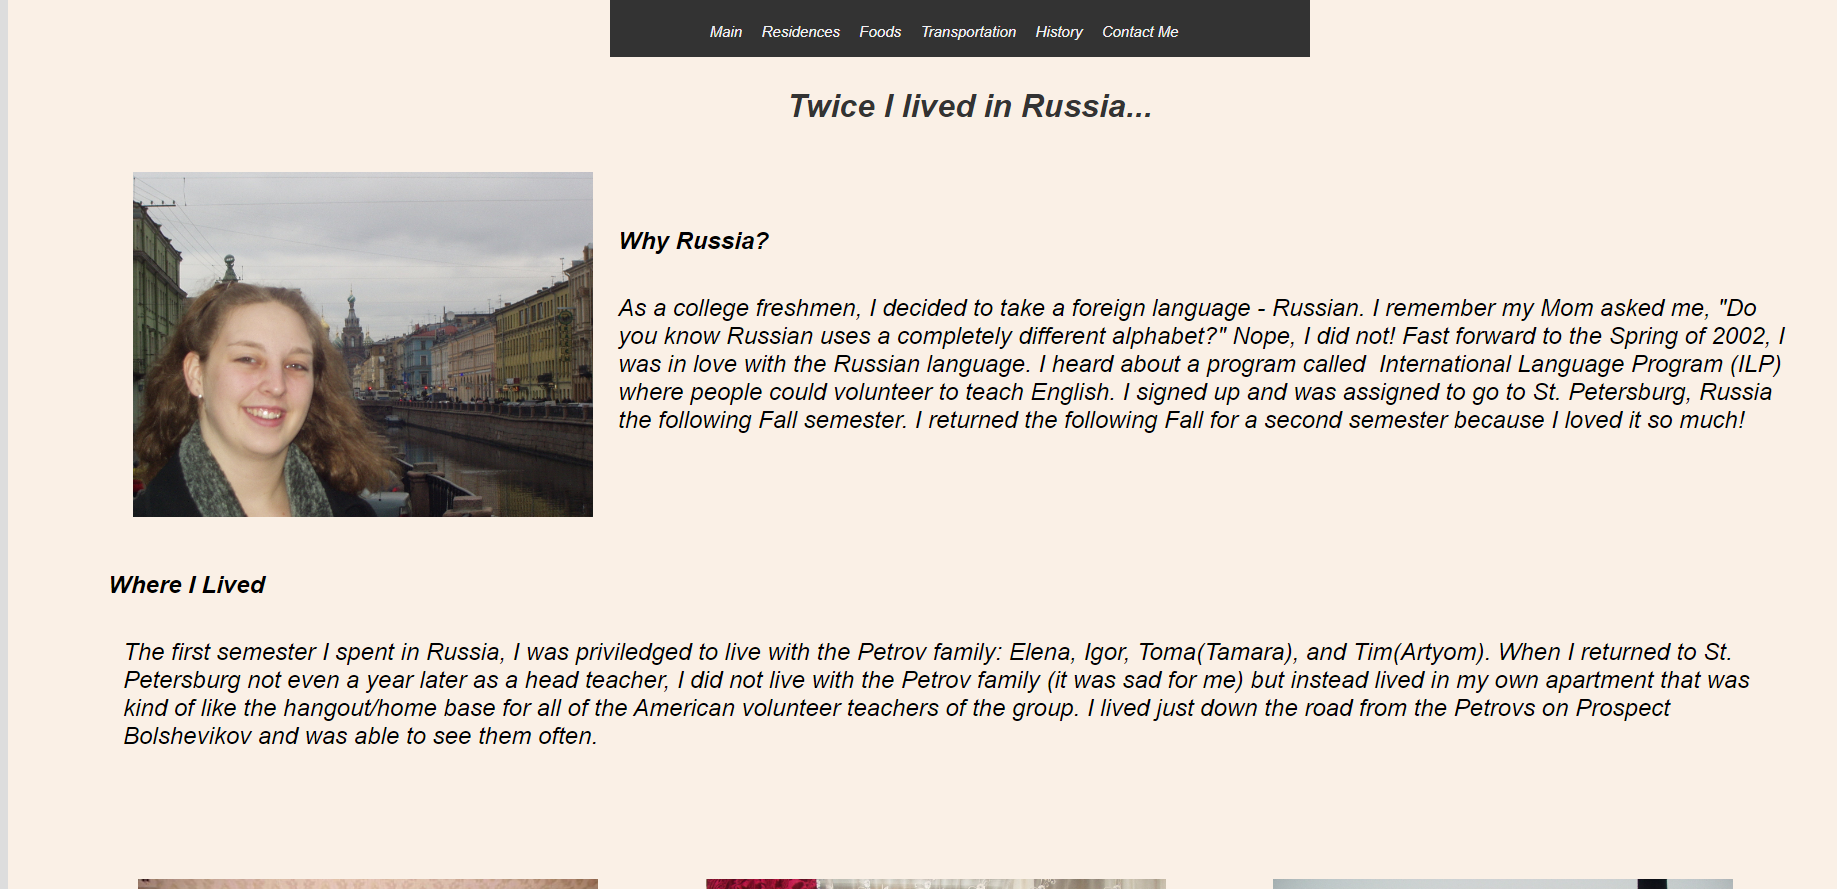 Main Residences Foods Transportation History Contact Me
Twice I lived in Russia...
Why Russia?
As a college freshmen, I decided to take a foreign language - Russian. I remember my Mom asked me, "Do
you know Russian uses a completely different alphabet?" Nope, I did not! Fast forward to the Spring of 2002, I
was in love with the Russian language. I heard about a program called  International Language Program (ILP)
where people could volunteer to teach English. I signed up and was assigned to go to St. Petersburg, Russia
the following Fall semester. I returned the following Fall for a second semester because I loved it so much!
Where I Lived
The first semester I spent in Russia, I was priviledged to live with the Petrov family: Elena, Igor, Toma(Tamara), and Tim(Artyom). When I returned to St.
Petersburg not even a year later as a head teacher, I did not live with the Petrov family (it was sad for me) but instead lived in my own apartment that was
kind of like the hangout/home base for all of the American volunteer teachers of the group. I lived just down the road from the Petrovs on Prospect
Bolshevikov and was able to see them often.